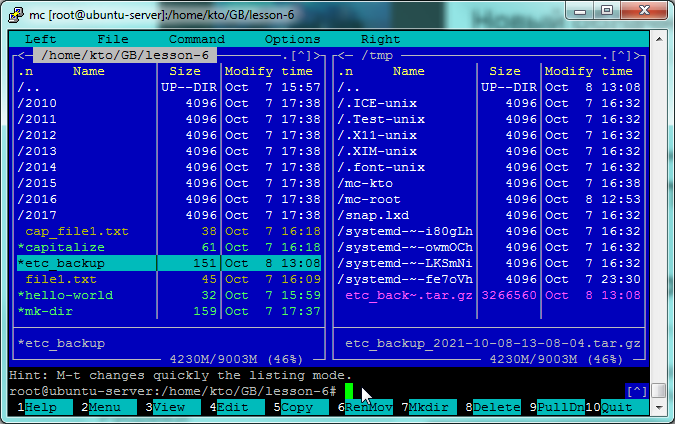 mc [root@ubuntu-server]:/home/kto/GB/lesson-6
Left File Command Options Right
<─ /home/kto/GB/lesson-6 .[^]>
.n Name Size Modify time
/.. UP--DIR Oct 7 15:57
/2010 4096 Oct 7 17:38
/2011 4096 Oct 7 17:38
/2012 4096 Oct 7 17:38
/2013 4096 Oct 7 17:38
/2014 4096 Oct 7 17:38
/2015 4096 Oct 7 17:38
/2016 4096 Oct 7 17:38
/2017 4096 Oct 7 17:38
cap_file1.txt 38 Oct 7 16:18
*capitalize 61 Oct 7 16:18
*etc_backup 151 Oct 8 13:08
file1.txt 45 Oct 7 16:09
*hello-world 32 Oct 7 15:59
*mk-dir 159 Oct 7 17:37
*etc_backup
4230M/9003M (46%)
<─ /tmp .[^]>
.n Name Size Modify time
/.. UP--DIR Oct 8 13:08
/.ICE-unix 4096 Oct 7 16:32
/.Test-unix 4096 Oct 7 16:32
/.X11-unix 4096 Oct 7 16:32
/.XIM-unix 4096 Oct 7 16:32
/.font-unix 4096 Oct 7 16:32
/mc-kto 4096 Oct 7 16:38
/mc-root 4096 Oct 8 12:53
/snap.lxd 4096 Oct 7 16:32
/systemd-~-i80gLh 4096 Oct 7 16:32
/systemd-~-owmOCh 4096 Oct 7 16:32
/systemd-~-LKSmNi 4096 Oct 7 16:32
/systemd-~-fe7oVh 4096 Oct 7 23:30
etc_back~.tar.gz 3266560 Oct 8 13:08
etc_backup_2021-10-08-13-08-04.tar.gz
4230M/9003M (46%)
Hint: M-t changes quickly the listing mode.
root@ubuntu-server:/home/kto/GB/lesson-6# [^]
1Help 2Menu 3View 4Edit 5Copy 6RenMov 7Mkdir 8Delete 9PullDn 10Quit